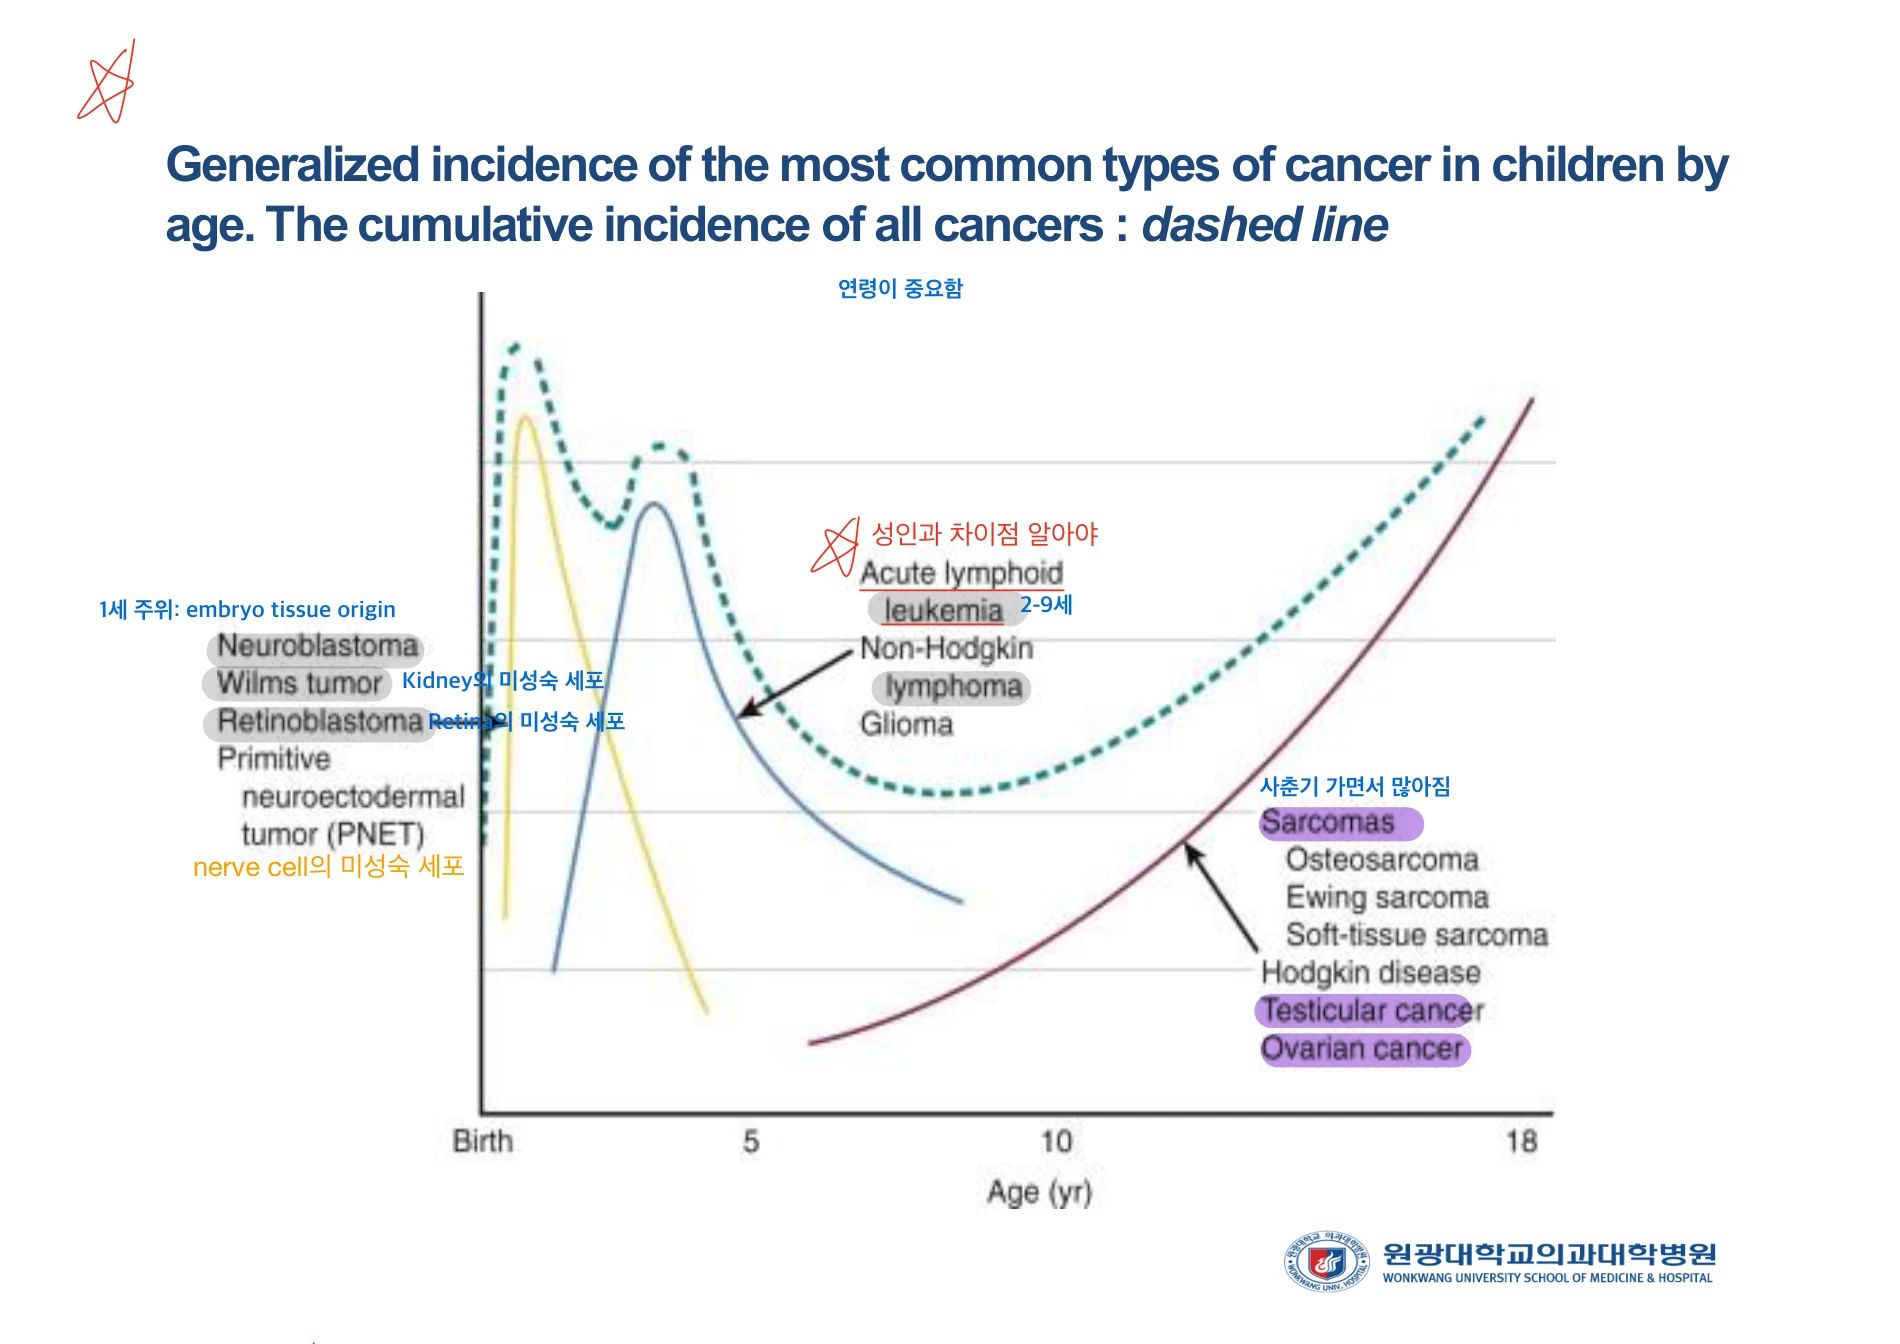 Generalized incidence of the most common types of cancer in children by
age. The cumulative incidence of all cancers : dashed line
연령이 중요함
성인과 차이점 알아야
Acute lymphoid
leukemia 2-9세
Non-Hodgkin
lymphoma
Glioma
1세 주위: embryo tissue origin
Neuroblastoma
Wilms tumor Kidney의 미성숙 세포
Retinoblastoma Retina의 미성숙 세포
Primitive
neuroectodermal
tumor (PNET)
nerve cell의 미성숙 세포
사춘기 가면서 많아짐
Sarcomas
Osteosarcoma
Ewing sarcoma
Soft-tissue sarcoma
Hodgkin disease
Testicular cancer
Ovarian cancer
Birth 5 10 18
Age (yr)
원광대학교의과대학병원
WONKWANG UNIVERSITY SCHOOL OF MEDICINE & HOSPITAL